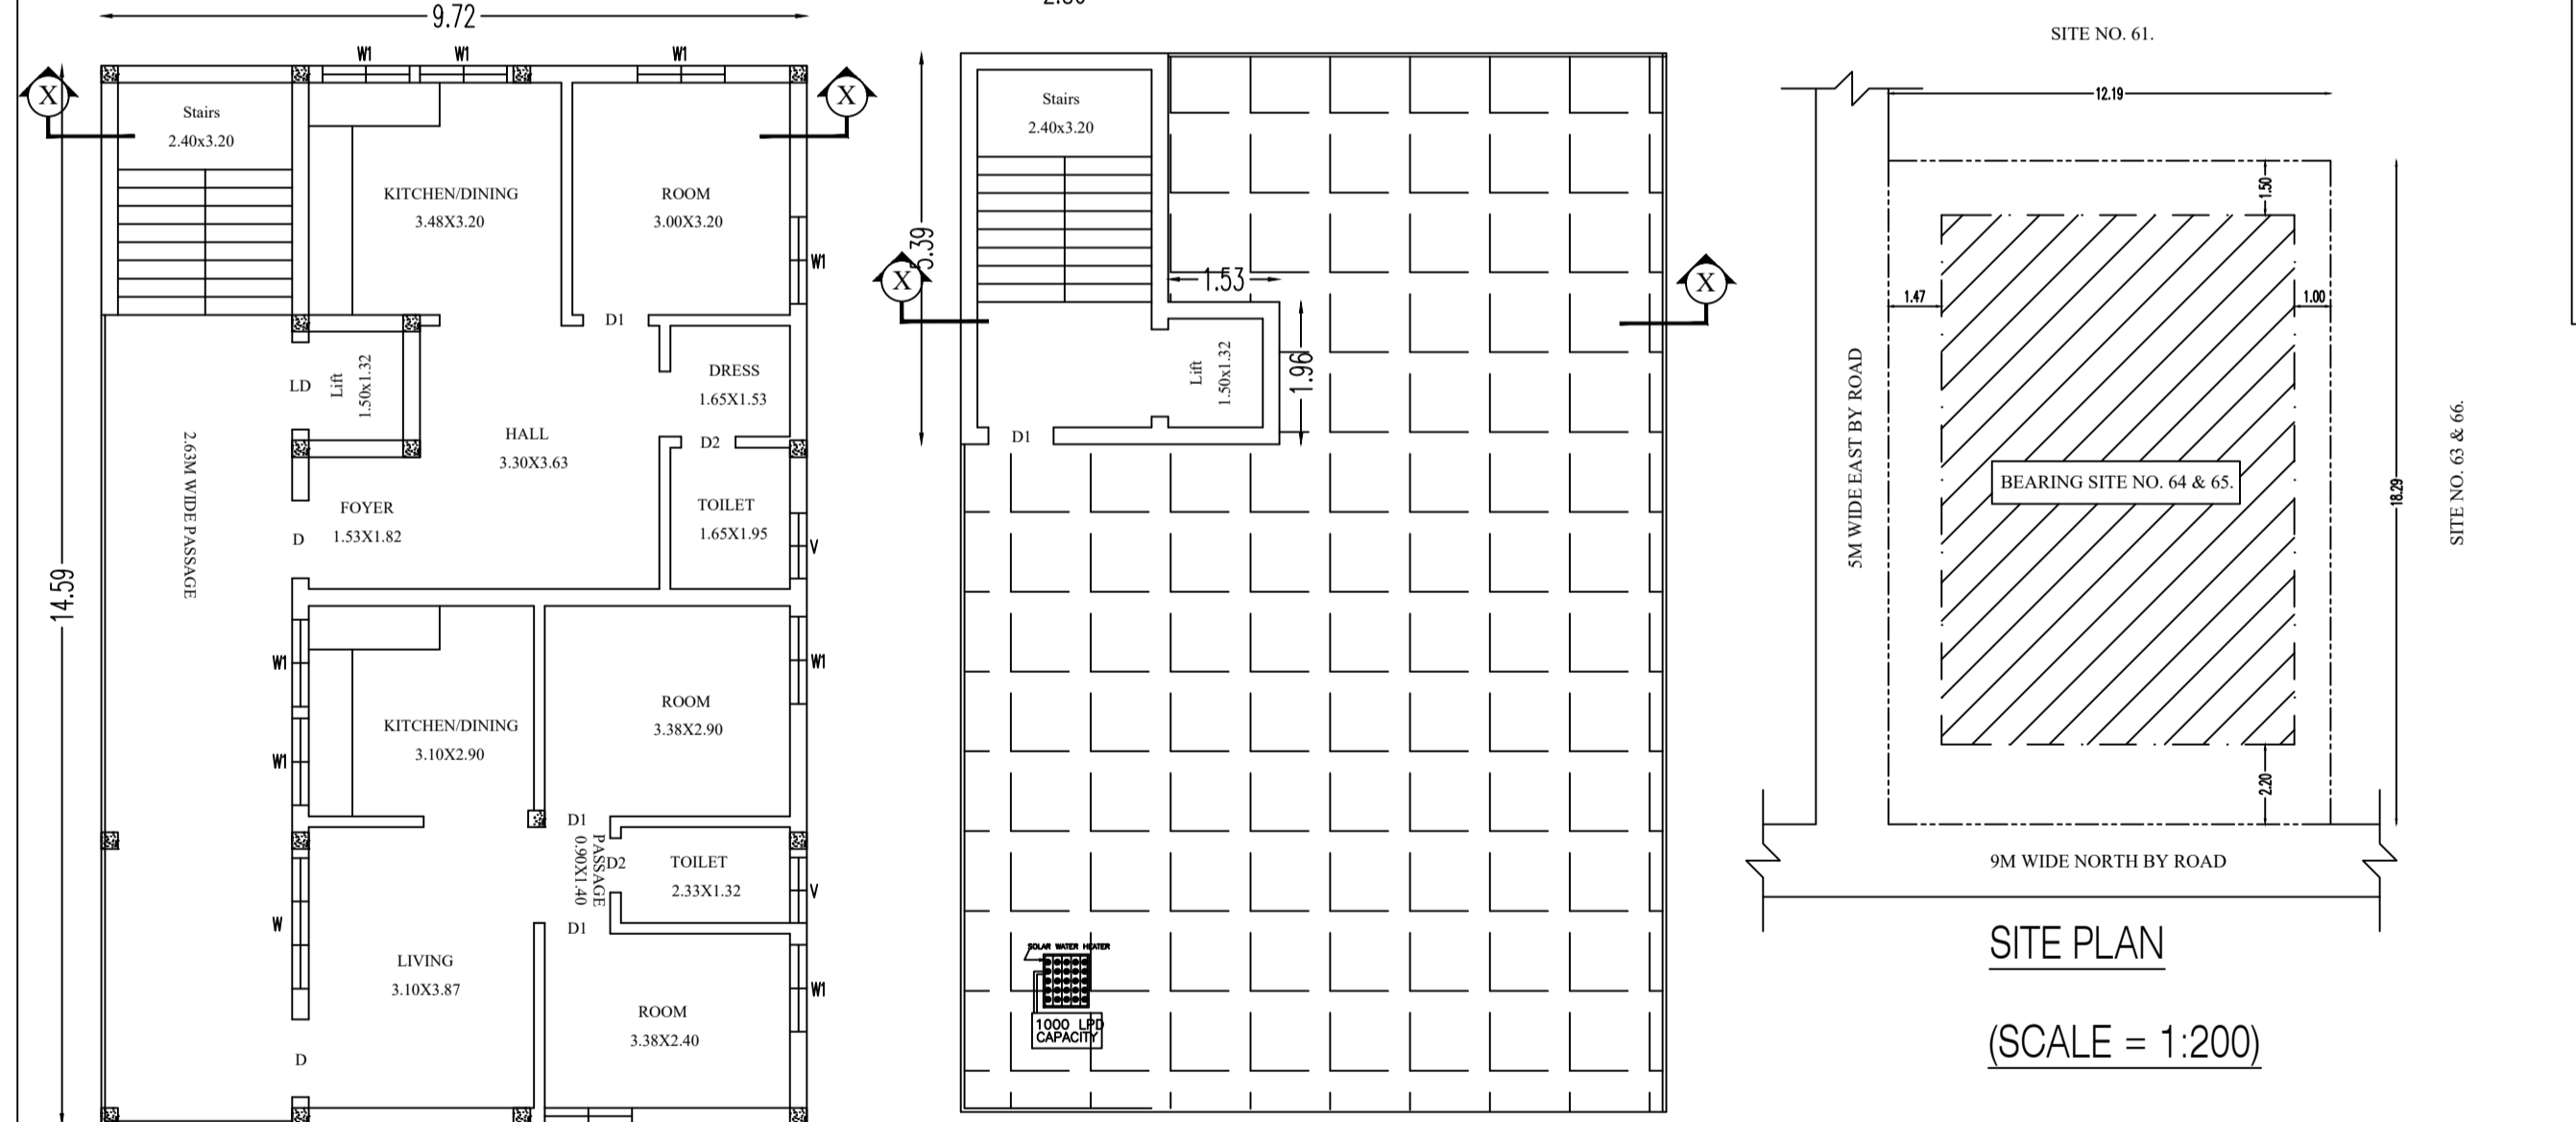 9.72
W1
W1
W1
X
X
Stairs
2.40x3.20
KITCHEN/DINING
3.48X3.20
ROOM
3.00X3.20
W1
D1
LD
Lift
1.50x1.32
DRESS
1.65X1.53
HALL
3.30X3.63
D2
2.63M WIDE PASSAGE
FOYER
1.53X1.82
TOILET
1.65X1.95
D
V
14.59
W1
W1
W1
KITCHEN/DINING
3.10X2.90
ROOM
3.38X2.90
D1
PASSAGE
0.90X1.40
D2
TOILET
2.33X1.32
V
D1
W
LIVING
3.10X3.87
W1
ROOM
3.38X2.40
D
Stairs
2.40x3.20
5.39
X
X
1.53
Lift
1.50x1.32
1.96
D1
SOLAR WATER HEATER
1000 LPD
CAPACITY
SITE NO. 61.
12.19
1.50
1.47
1.00
5M WIDE EAST BY ROAD
BEARING SITE NO. 64 & 65.
18.29
SITE NO. 63 & 66.
2.20
9M WIDE NORTH BY ROAD
SITE PLAN
(SCALE = 1:200)